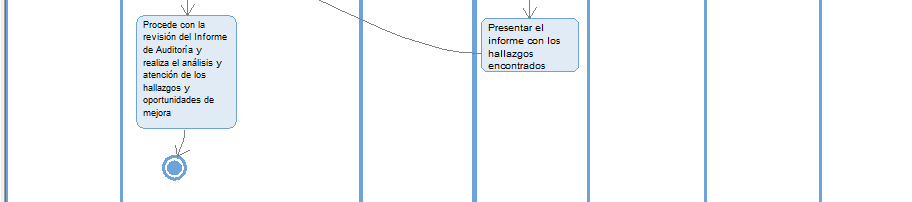 Procede con la
revisión del Informe
de Auditoría y
realiza el análisis y
atención de los
hallazgos y
oportunidades de
mejora
Presentar el
informe con los
hallazgos
encontrados